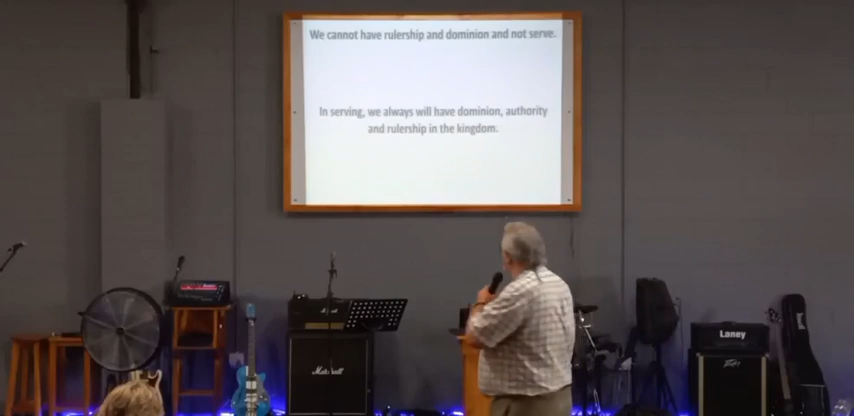 We cannot have rulership and dominion and not serve.
In serving, we always will have dominion, authority
and rulership in the kingdom.
Marshall
Laney
PEAVEY